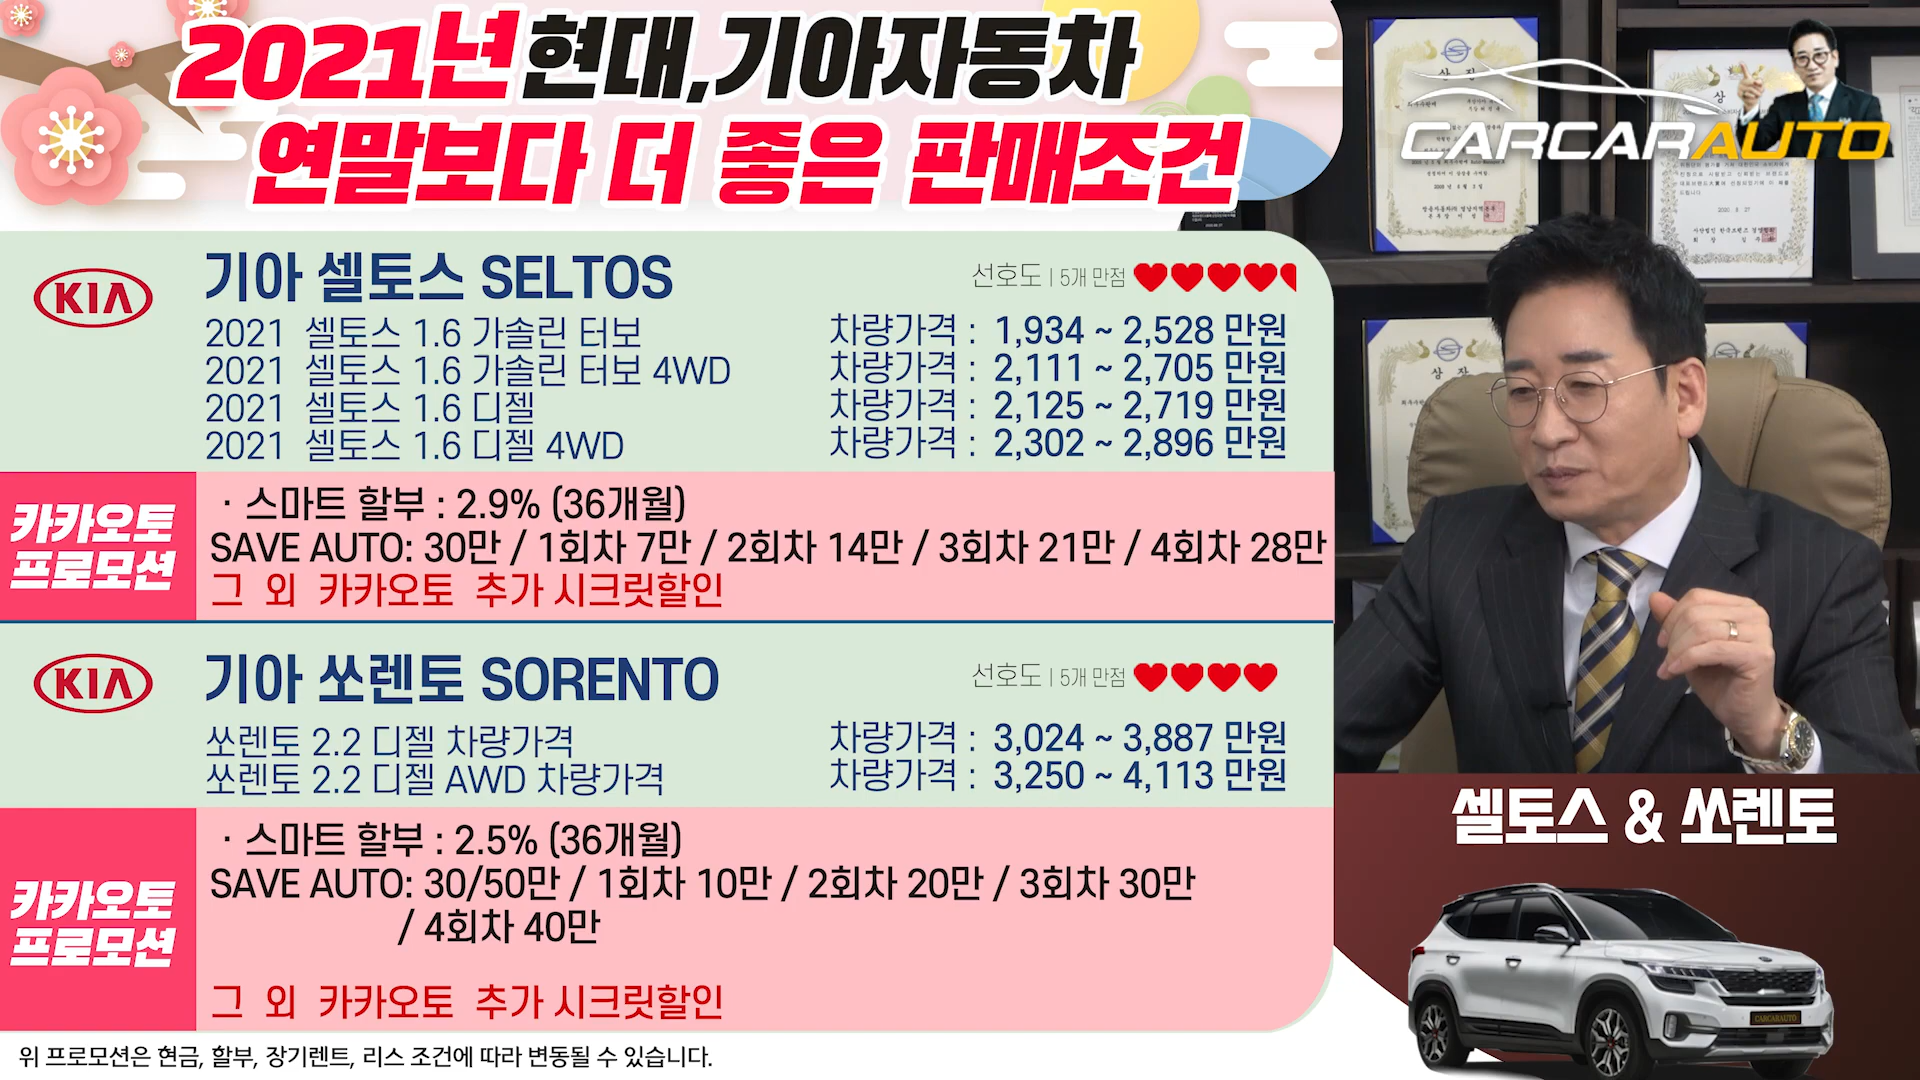 2021년 현대,기아자동차
연말보다 더 좋은 판매조건
CARCARAUTO
상장
KIA
기아 셀토스 SELTOS
선호도 | 5개 만점
2021 셀토스 1.6 가솔린 터보 차량가격 : 1,934 ~ 2,528 만원
2021 셀토스 1.6 가솔린 터보 4WD 차량가격 : 2,111 ~ 2,705 만원
2021 셀토스 1.6 디젤 차량가격 : 2,125 ~ 2,719 만원
2021 셀토스 1.6 디젤 4WD 차량가격 : 2,302 ~ 2,896 만원
카카오토
프로모션
· 스마트 할부 : 2.9% (36개월)
SAVE AUTO: 30만 / 1회차 7만 / 2회차 14만 / 3회차 21만 / 4회차 28만
그 외 카카오토 추가 시크릿할인
KIA
기아 쏘렌토 SORENTO
선호도 | 5개 만점
쏘렌토 2.2 디젤 차량가격 차량가격 : 3,024 ~ 3,887 만원
쏘렌토 2.2 디젤 AWD 차량가격 차량가격 : 3,250 ~ 4,113 만원
카카오토
프로모션
· 스마트 할부 : 2.5% (36개월)
SAVE AUTO: 30/50만 / 1회차 10만 / 2회차 20만 / 3회차 30만
/ 4회차 40만
그 외 카카오토 추가 시크릿할인
위 프로모션은 현금, 할부, 장기렌트, 리스 조건에 따라 변동될 수 있습니다.
셀토스 & 쏘렌토
CARCARAUTO